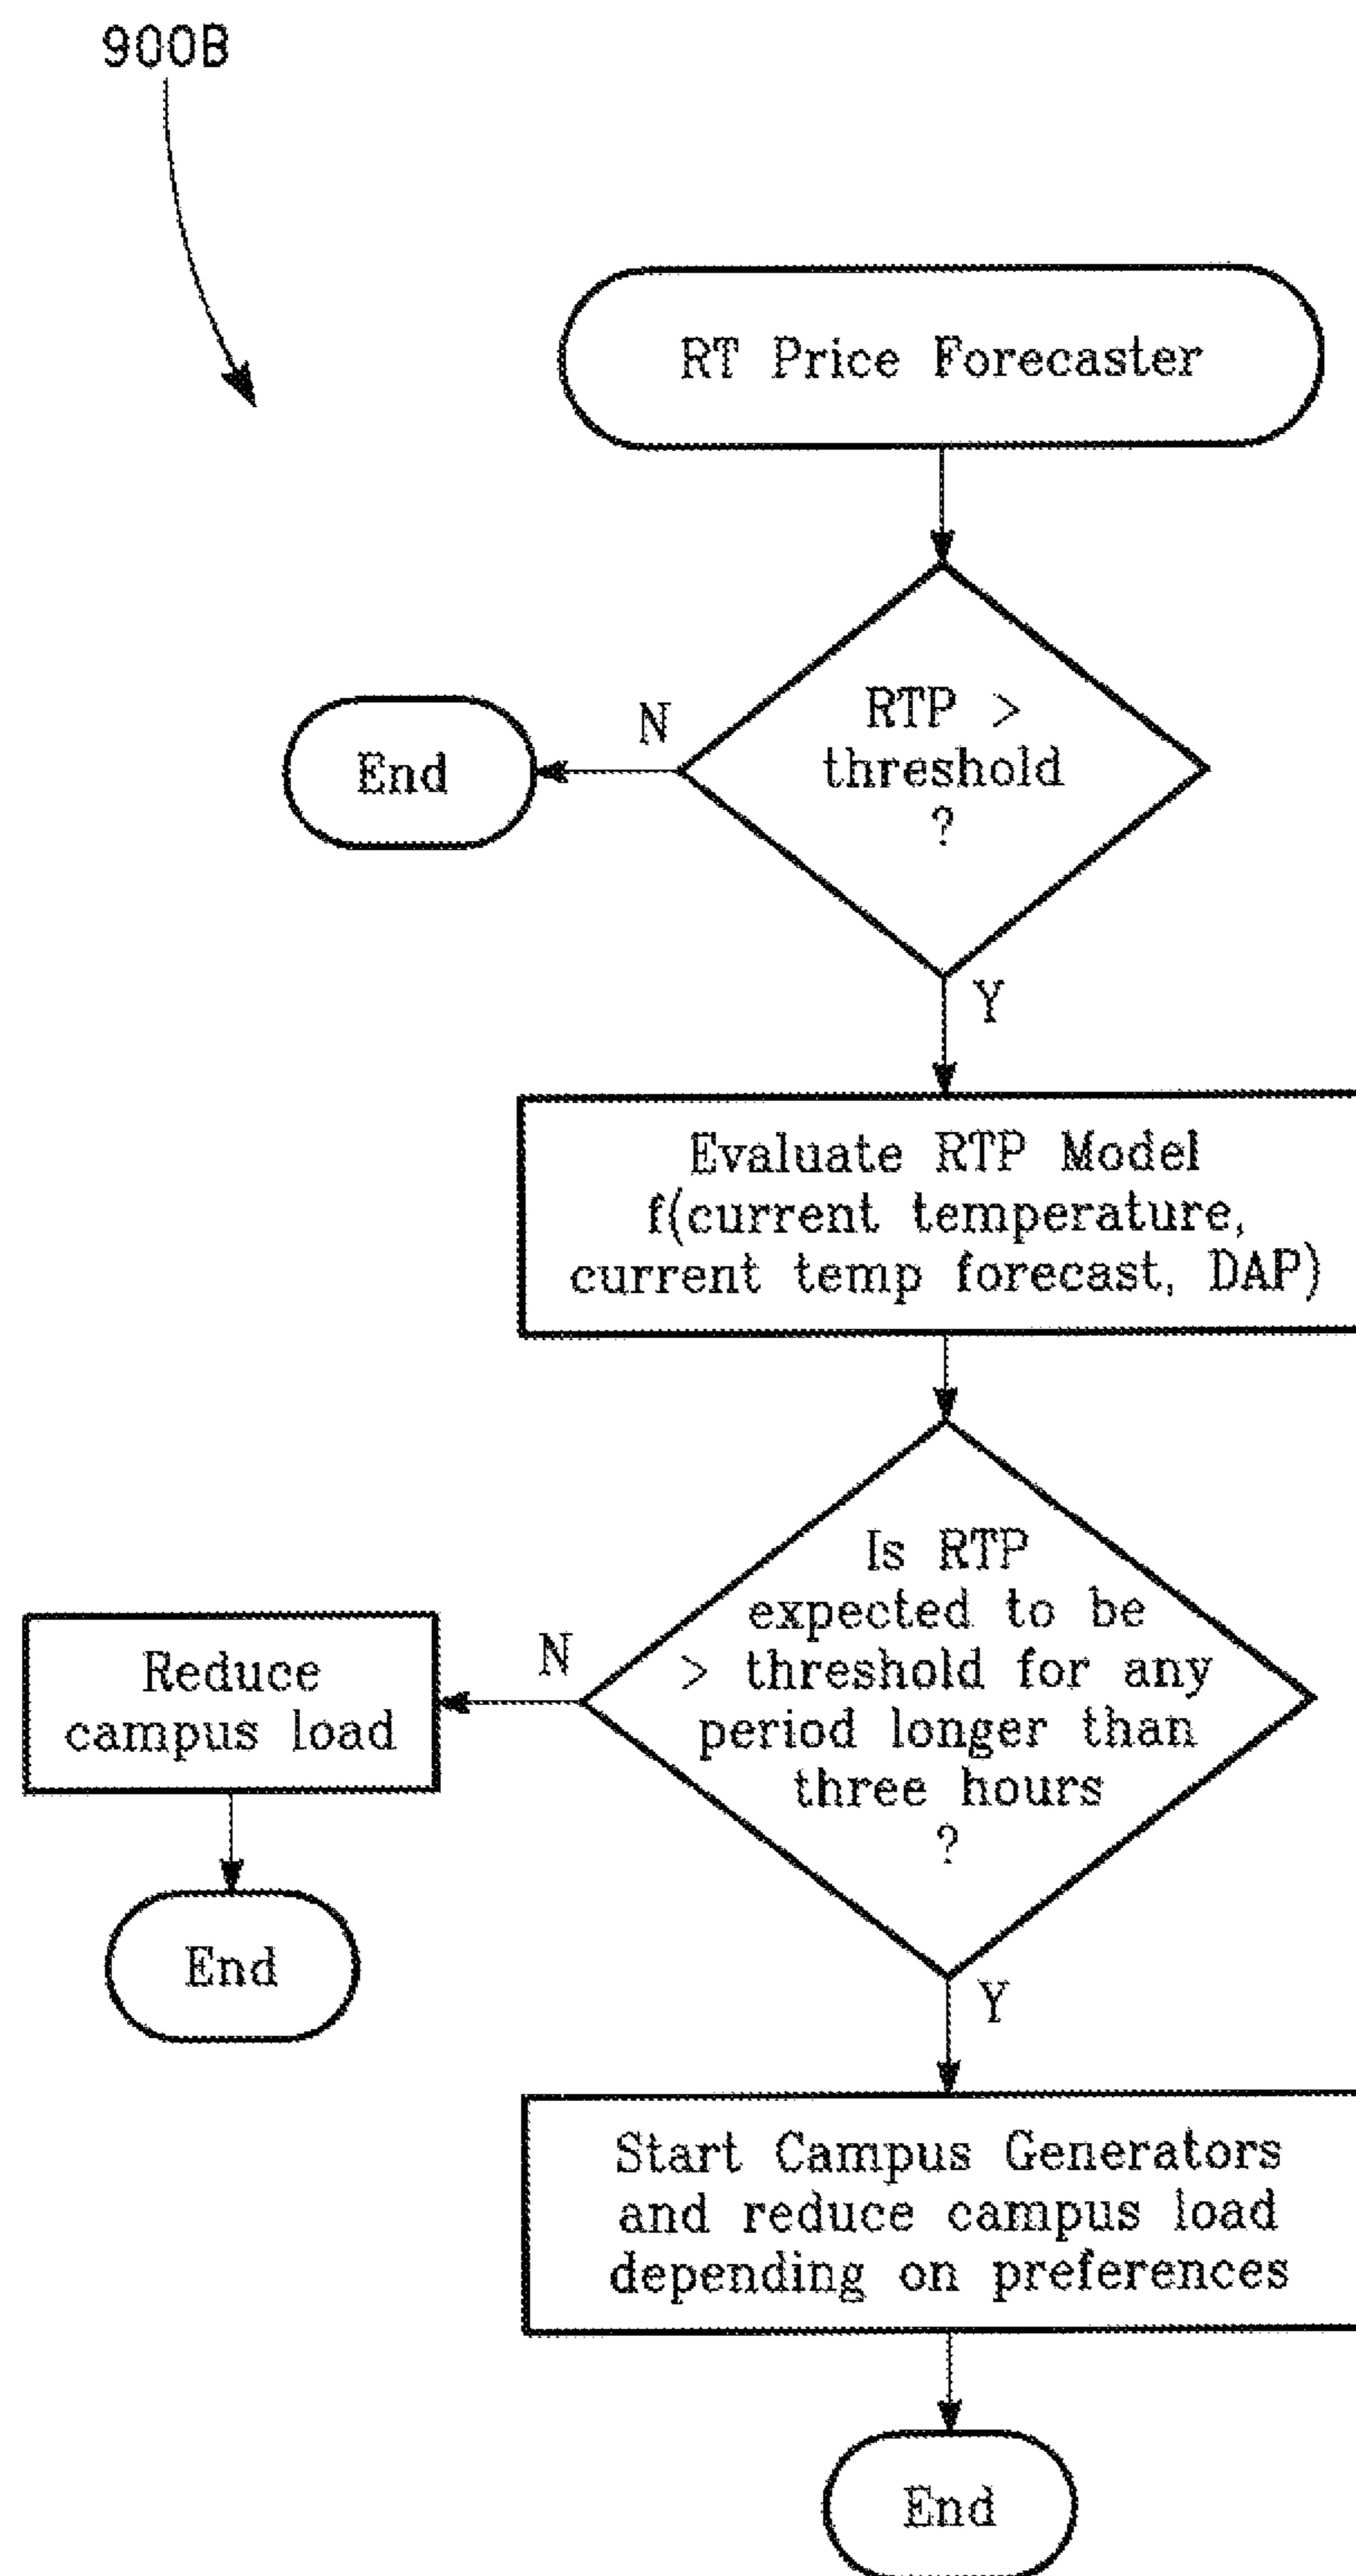 900B
RT Price Forecaster
RTP >
threshold
?
N
End
Y
Evaluate RTP Model
f(current temperature,
current temp forecast, DAP)
Is RTP
expected to be
> threshold for any
period longer than
three hours
?
N
Reduce
campus load
End
Y
Start Campus Generators
and reduce campus load
depending on preferences
End